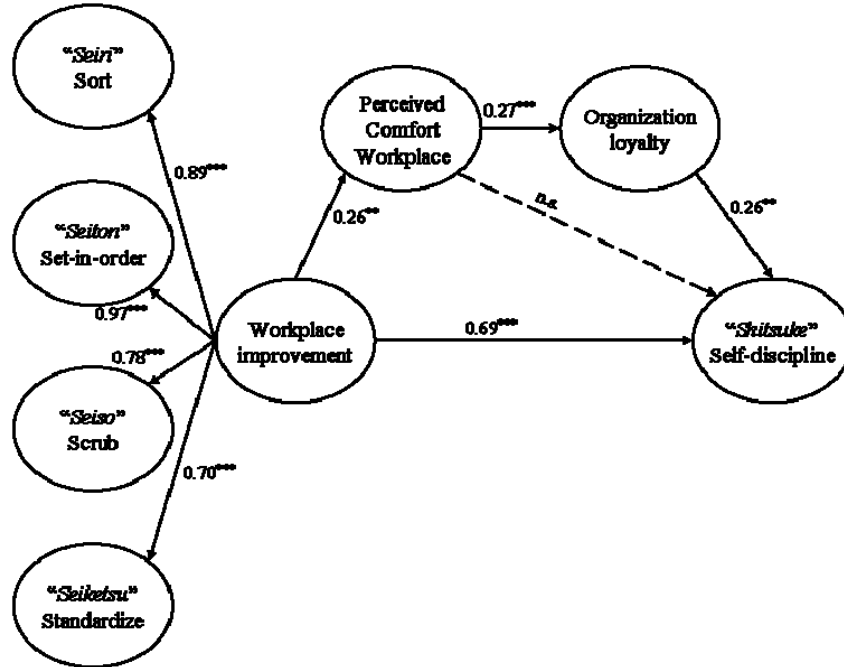 “Seiri”
Sort
0.89***
“Seiton”
Set-in-order
0.97***
0.78***
“Seiso”
Scrub
0.70***
“Seiketsu”
Standardize
Workplace
improvement
0.26**
Perceived
Comfort
Workplace
0.27***
Organization
loyalty
n.s.
0.26**
0.69***
“Shitsuke”
Self-discipline